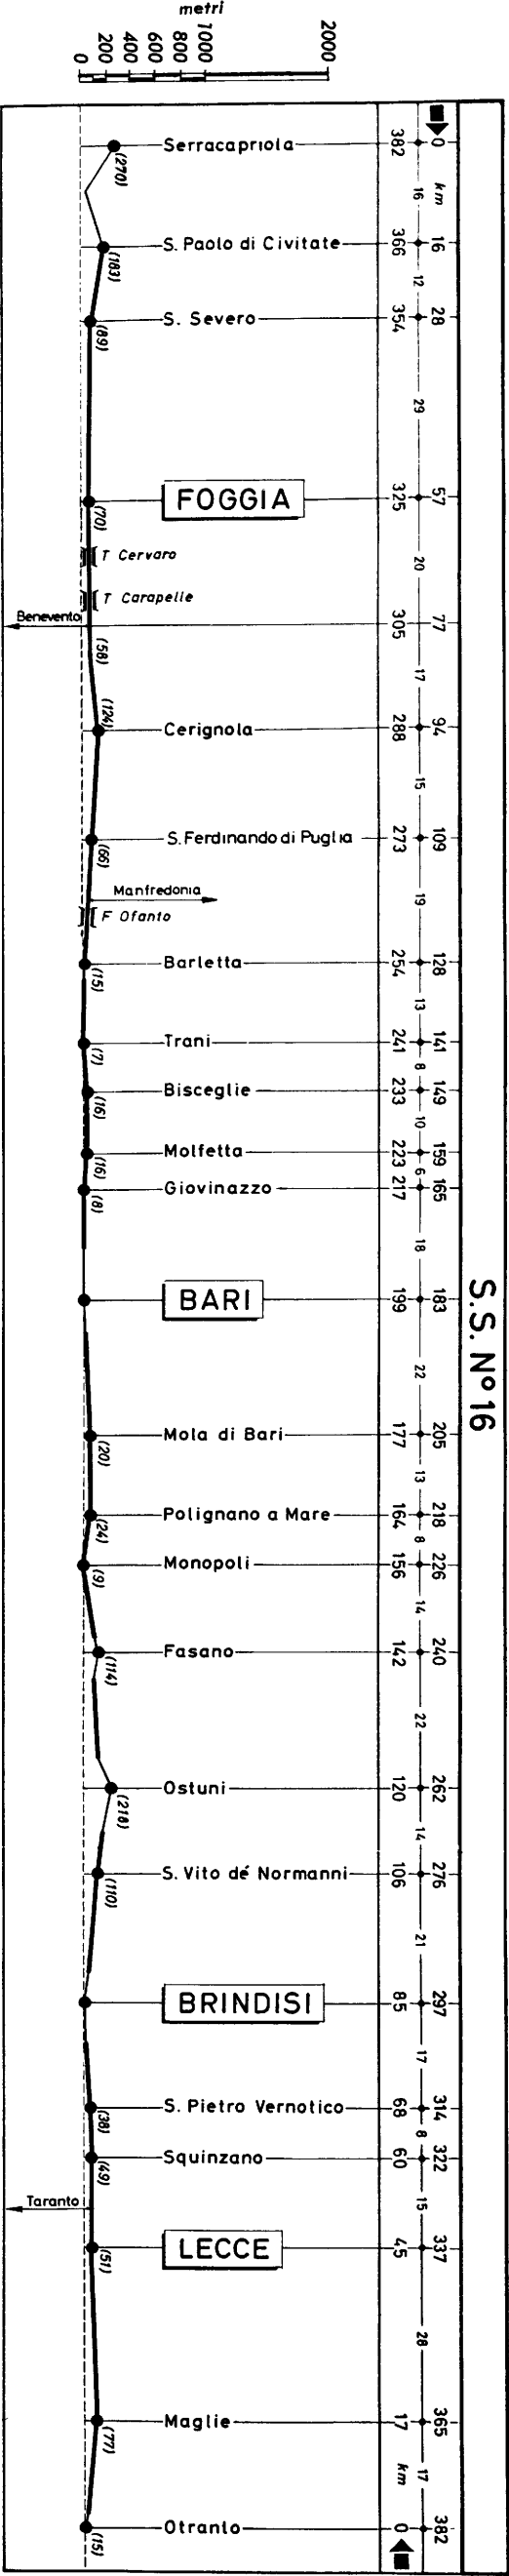 S.S. Nº 16
metri
0 200 400 600 800 1000 2000
0 km 382 Serracapriola (270)
16
16 366 S. Paolo di Civitate (183)
12
28 354 S. Severo (89)
29
57 325 FOGGIA (70)
T Cervaro
20
T Carapelle
77 305 Benevento (58)
17
94 288 Cerignola (124)
15
109 273 S. Ferdinando di Puglia (66)
19
Manfredonia
F Ofanto
128 254 Barletta (15)
13
141 241 Trani (7)
8
149 233 Bisceglie (16)
10
159 223 Molfetta (16)
6
165 217 Giovinazzo (8)
18
183 199 BARI
22
205 177 Mola di Bari (20)
13
218 164 Polignano a Mare (24)
8
226 156 Monopoli (9)
14
240 142 Fasano (114)
22
262 120 Ostuni (218)
14
276 106 S. Vito dé Normanni (110)
21
297 85 BRINDISI
17
314 68 S. Pietro Vernotico (38)
8
322 60 Squinzano (49)
15
Taranto
337 45 LECCE (51)
28
365 17 Maglie (77)
17
382 km 0 Otranto (15)